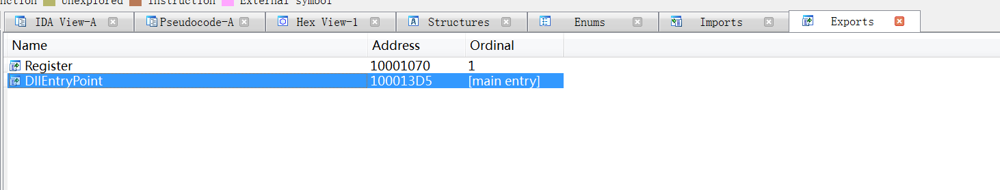 nction Unexplored Instruction External symbol
IDA View-A Pseudocode-A Hex View-1 Structures Enums Imports Exports
Name Address Ordinal
Register 10001070 1
DllEntryPoint 100013D5 [main entry]